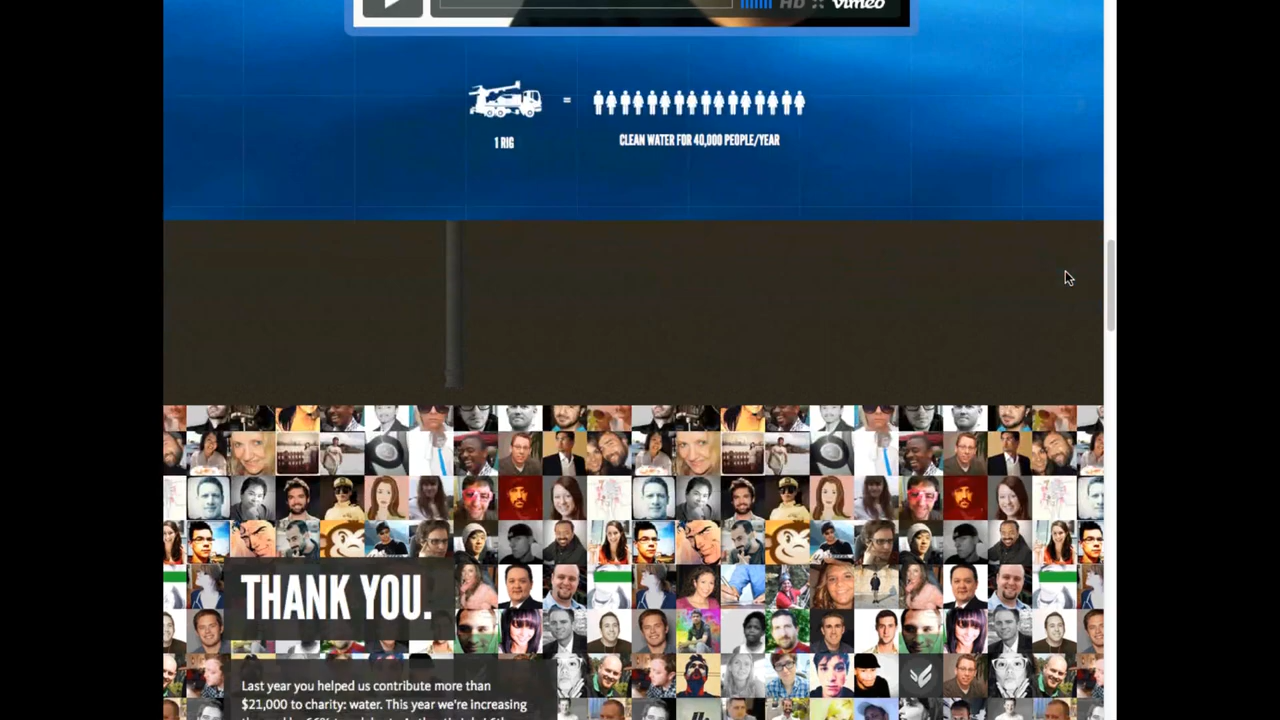 HD vimeo
=
1 RIG
CLEAN WATER FOR 40,000 PEOPLE/YEAR
THANK YOU.
Last year you helped us contribute more than
$21,000 to charity: water. This year we're increasing